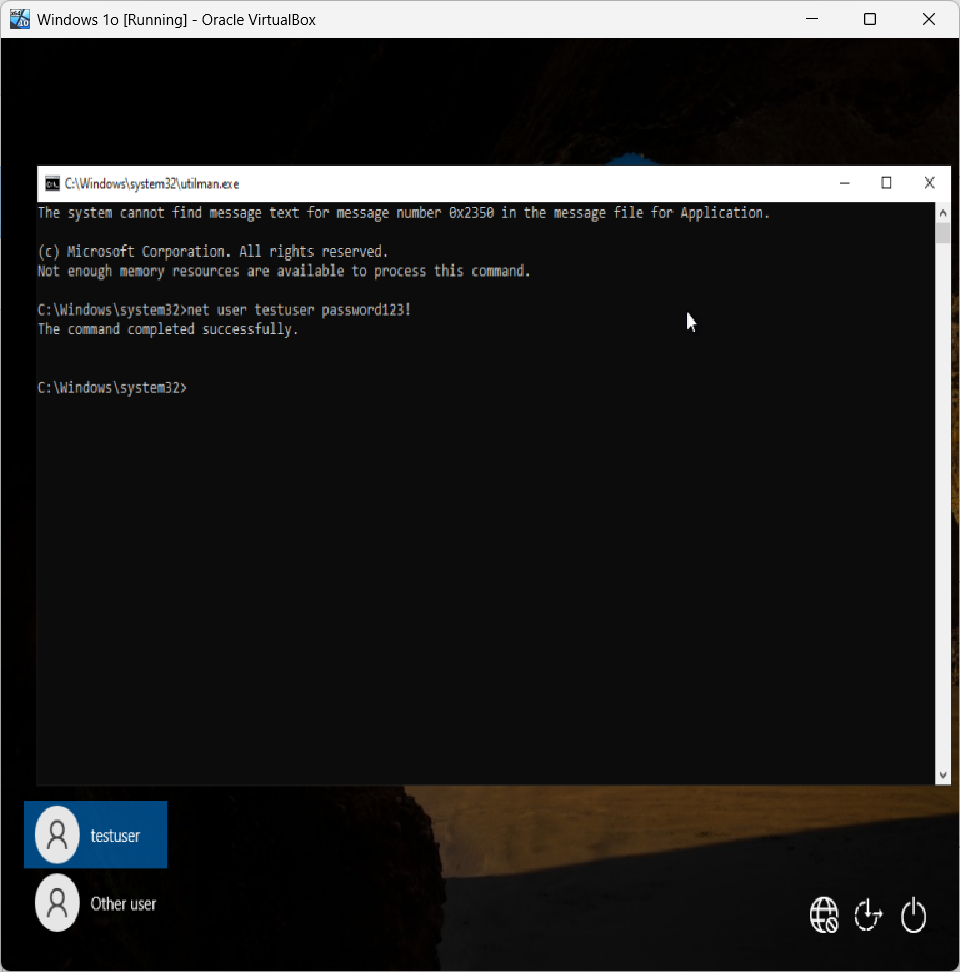 Windows 1o [Running] - Oracle VirtualBox
C:\Windows\system32\utilman.exe
The system cannot find message text for message number 0x2350 in the message file for Application.
(c) Microsoft Corporation. All rights reserved.
Not enough memory resources are available to process this command.
C:\Windows\system32>net user testuser password123!
The command completed successfully.
C:\Windows\system32>
testuser
Other user